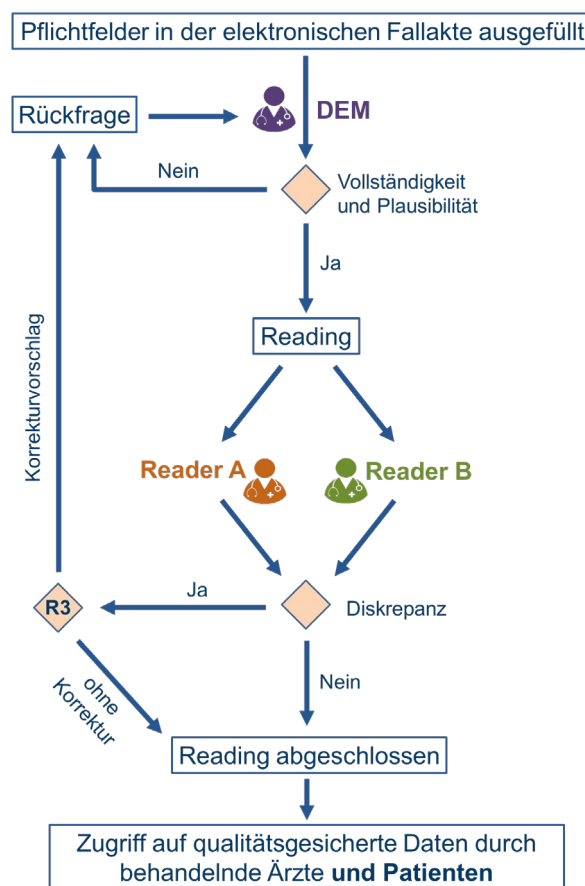 Pflichtfelder in der elektronischen Fallakte ausgefüllt
Rückfrage
DEM
Nein
Vollständigkeit
und Plausibilität
Ja
Reading
Korrekturvorschlag
Reader A
Reader B
Ja
R3
Diskrepanz
ohne
Korrektur
Nein
Reading abgeschlossen
Zugriff auf qualitätsgesicherte Daten durch
behandelnde Ärzte und Patienten